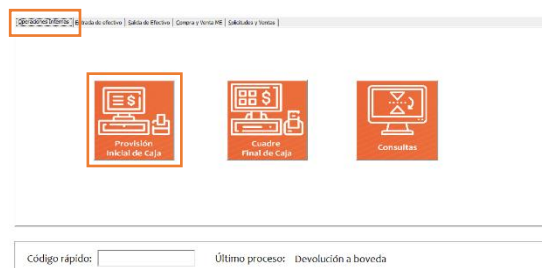 Operaciones Internas | Entrada de efectivo | Salida de Efectivo | Compra y Venta ME | Solicitudes y Ventas |
Provisión
Inicial de Caja
Cuadre
Final de Caja
Consultas
Código rápido: Último proceso: Devolución a boveda